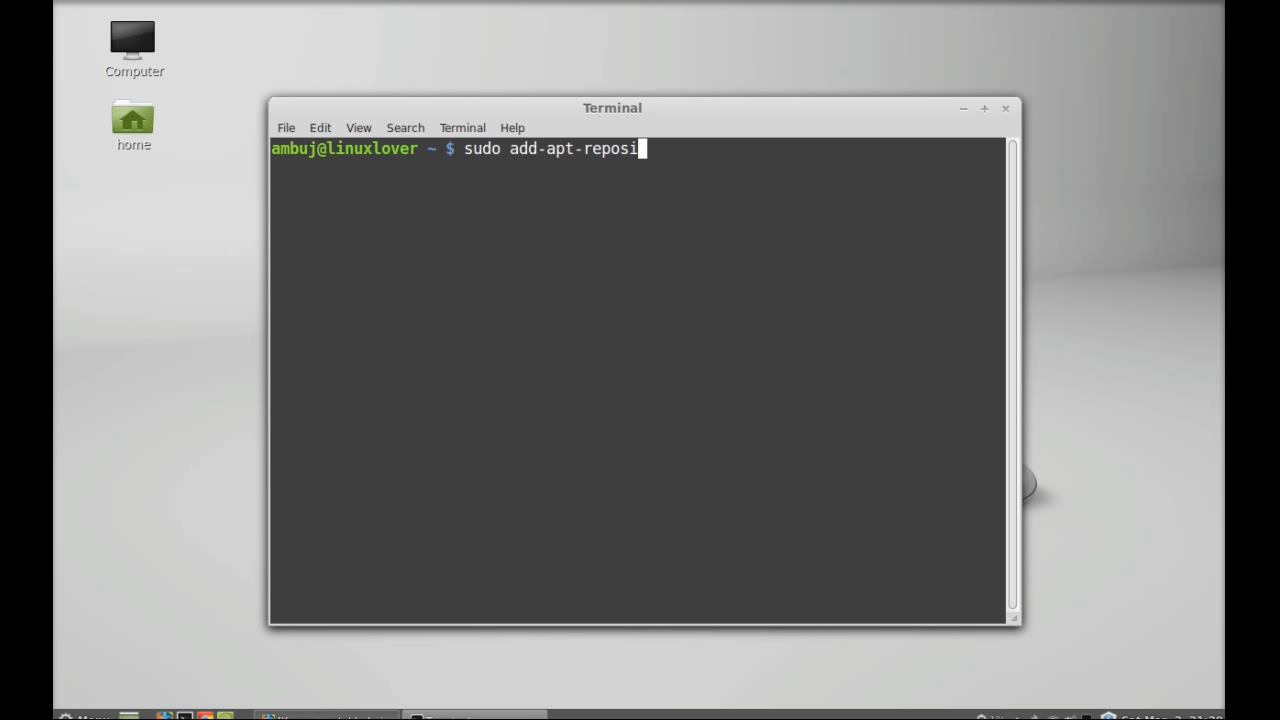 Computer
home
Terminal
File Edit View Search Terminal Help
ambuj@linuxlover ~ $ sudo add-apt-reposi